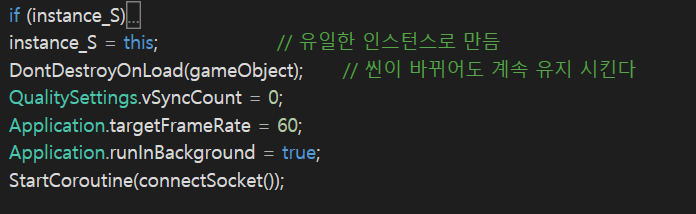 if (instance_S)...
instance_S = this; // 유일한 인스턴스로 만듬
DontDestroyOnLoad(gameObject); // 씬이 바뀌어도 계속 유지 시킨다
QualitySettings.vSyncCount = 0;
Application.targetFrameRate = 60;
Application.runInBackground = true;
StartCoroutine(connectSocket());